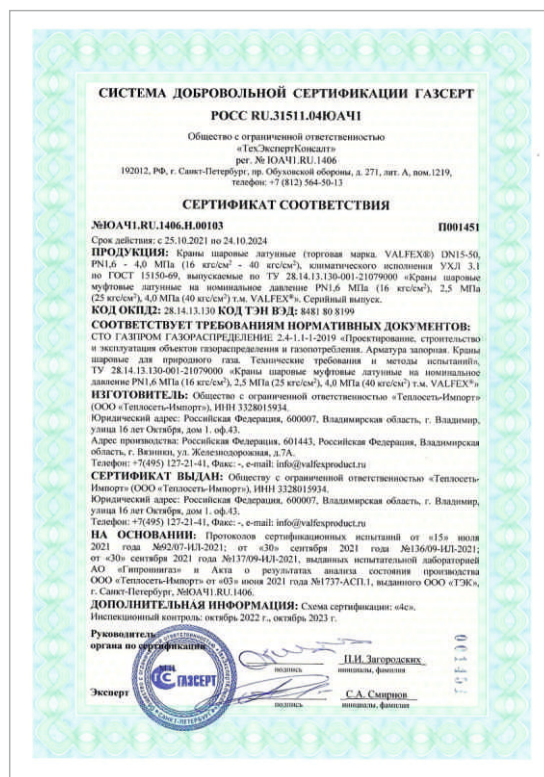 СИСТЕМА ДОБРОВОЛЬНОЙ СЕРТИФИКАЦИИ ГАЗСЕРТ
РОСС RU.31511.04ЮАЧ1
Общество с ограниченной ответственностью
«ТехЭкспертКонсалт»
рег. № ЮАЧ1.RU.1406
192012, РФ, г. Санкт-Петербург, пр. Обуховской обороны, д. 271, лит. А, пом.1219,
телефон: +7 (812) 564-50-13
СЕРТИФИКАТ СООТВЕТСТВИЯ
№ЮАЧ1.RU.1406.Н.00103 П001451
Срок действия: с 25.10.2021 по 24.10.2024
ПРОДУКЦИЯ: Краны шаровые латунные (торговая марка. VALFEX®) DN15-50,
PN1,6 - 4,0 МПа (16 кгс/см² - 40 кгс/см²), климатического исполнения УХЛ 3.1
по ГОСТ 15150-69, выпускаемые по ТУ 28.14.13.130-001-21079000 «Краны шаровые
муфтовые латунные на номинальное давление PN1,6 МПа (16 кгс/см²), 2,5 МПа
(25 кгс/см²), 4,0 МПа (40 кгс/см²) т.м. VALFEX®». Серийный выпуск.
КОД ОКПД2: 28.14.13.130 КОД ТЭН ВЭД: 8481 80 8199
СООТВЕТСТВУЕТ ТРЕБОВАНИЯМ НОРМАТИВНЫХ ДОКУМЕНТОВ:
СТО ГАЗПРОМ ГАЗОРАСПРЕДЕЛЕНИЕ 2.4-1.1-1-2019 «Проектирование, строительство
и эксплуатация объектов газораспределения и газопотребления. Арматура запорная. Краны
шаровые для природного газа. Технические требования и методы испытаний»,
ТУ 28.14.13.130-001-21079000 «Краны шаровые муфтовые латунные на номинальное
давление PN1,6 МПа (16 кгс/см²), 2,5 МПа (25 кгс/см²), 4,0 МПа (40 кгс/см²) т.м. VALFEX®»
ИЗГОТОВИТЕЛЬ: Общество с ограниченной ответственностью «Теплосеть-Импорт»
(ООО «Теплосеть-Импорт»), ИНН 3328015934.
Юридический адрес: Российская Федерация, 600007, Владимирская область, г. Владимир,
улица 16 лет Октября, дом 1. оф.43.
Адрес производства: Российская Федерация, 601443, Российская Федерация, Владимирская
область, г. Вязники, ул. Железнодорожная, д.7А.
Телефон: +7(495) 127-21-41, Факс: -, e-mail: info@valfexproduct.ru
СЕРТИФИКАТ ВЫДАН: Обществу с ограниченной ответственностью «Теплосеть-
Импорт» (ООО «Теплосеть-Импорт»), ИНН 3328015934.
Юридический адрес: Российская Федерация, 600007, Владимирская область, г. Владимир,
улица 16 лет Октября, дом 1. оф.43.
Телефон: +7(495) 127-21-41, Факс: -, e-mail: info@valfexproduct.ru
НА ОСНОВАНИИ: Протоколов сертификационных испытаний от «15» июля
2021 года №92/07-ИЛ-2021; от «30» сентября 2021 года №136/09-ИЛ-2021;
от «30» сентября 2021 года №137/09-ИЛ-2021, выданных испытательной лабораторией
АО «Гипрониигаз» и Акта о результатах анализа состояния производства
ООО «Теплосеть-Импорт» от «03» июня 2021 года №1737-АСП.1, выданного ООО «ТЭК»,
г. Санкт-Петербург, №ЮАЧ1.RU.1406.
ДОПОЛНИТЕЛЬНАЯ ИНФОРМАЦИЯ: Схема сертификации: «4с».
Инспекционный контроль: октябрь 2022 г., октябрь 2023 г.
Руководитель
органа по сертификации
П.И. Загородских
подпись инициалы, фамилия
М.П.
ГАЗСЕРТ
Эксперт С.А. Смирнов
подпись инициалы, фамилия
САНКТ-ПЕТЕРБУРГ
001451